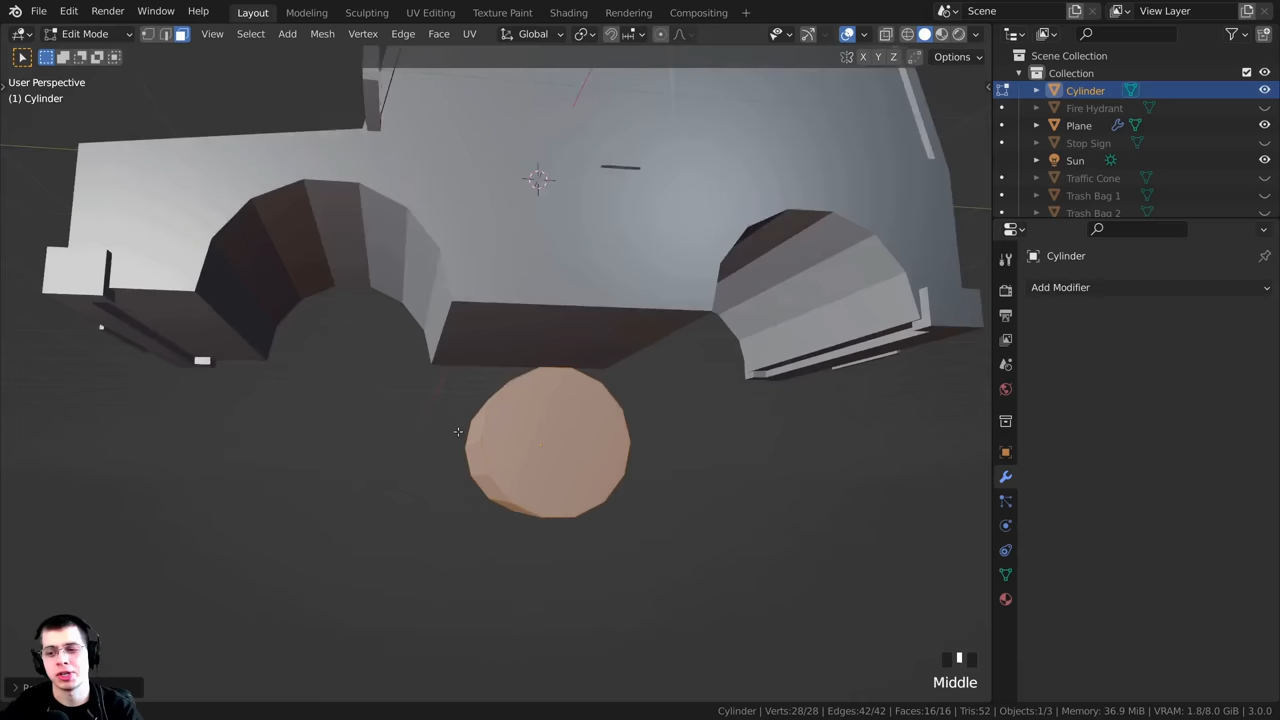 File Edit Render Window Help
Layout Modeling Sculpting UV Editing Texture Paint Shading Rendering Compositing +
Scene
View Layer
Edit Mode View Select Add Mesh Vertex Edge Face UV Global
X Y Z Options
User Perspective
(1) Cylinder
Scene Collection
Collection
Cylinder
Fire Hydrant
Plane
Stop Sign
Sun
Traffic Cone
Trash Bag 1
Trash Bag 2
Cylinder
Add Modifier
Middle
Cylinder | Verts:28/28 | Edges:42/42 | Faces:16/16 | Tris:52 | Objects:1/3 | Memory: 36.9 MiB | VRAM: 1.8/8.0 GiB | 3.0.0